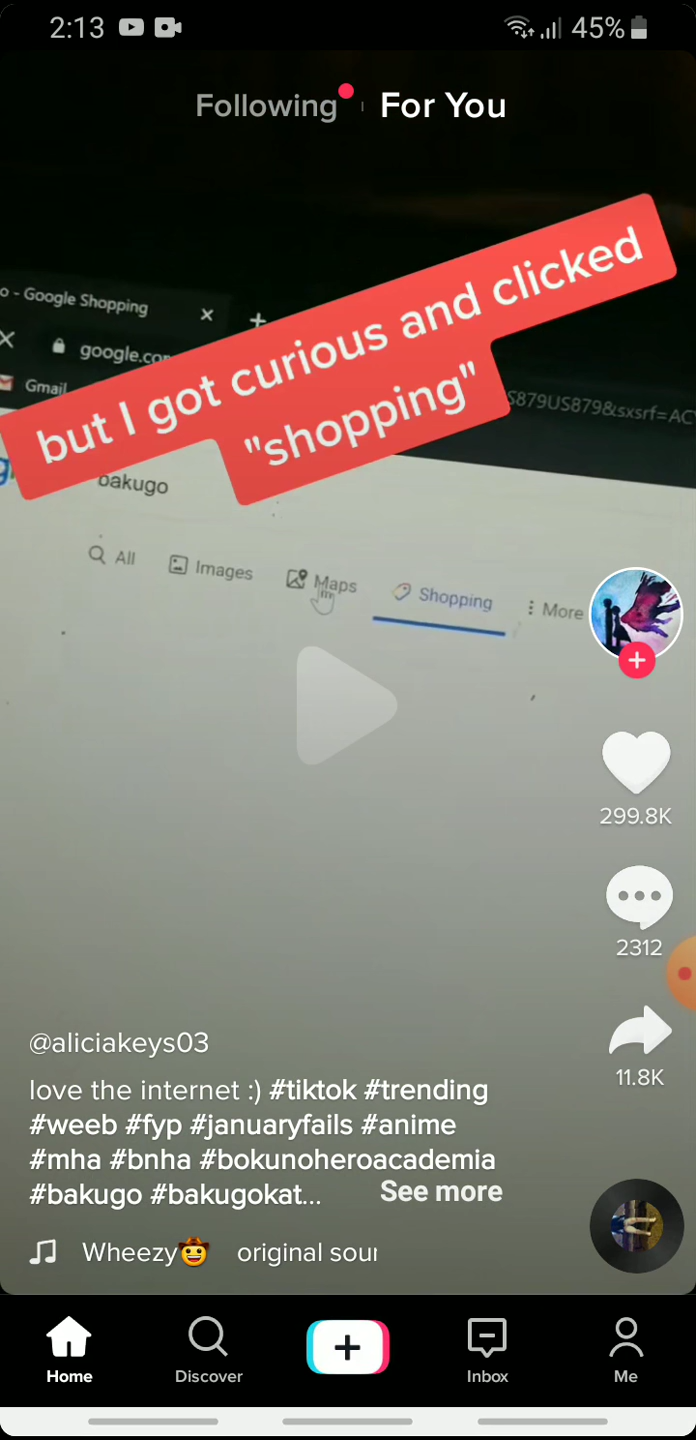 2:13
45%
Following
For You
o - Google Shopping
google.co
Gmail
but I got curious and clicked
"shopping"
S879US879&sxsrf=AC
bakugo
All
Images
Maps
Shopping
More
299.8K
2312
11.8K
@aliciakeys03
love the internet :) #tiktok #trending
#weeb #fyp #januaryfails #anime
#mha #bnha #bokunoheroacademia
#bakugo #bakugokat... See more
Wheezy🤠 original sour
Home
Discover
Inbox
Me